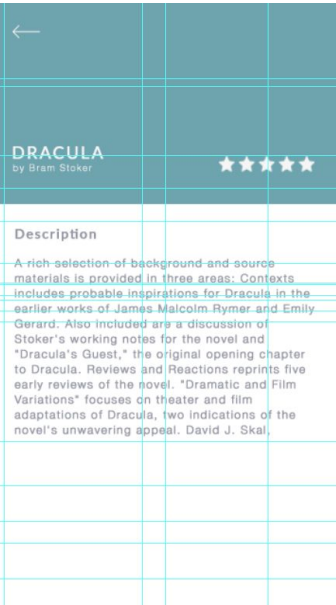 DRACULA
by Bram Stoker
Description
A rich selection of background and source
materials is provided in three areas: Contexts
includes probable inspirations for Dracula in the
earlier works of James Malcolm Rymer and Emily
Gerard. Also included are a discussion of
Stoker's working notes for the novel and
"Dracula's Guest," the original opening chapter
to Dracula. Reviews and Reactions reprints five
early reviews of the novel. "Dramatic and Film
Variations" focuses on theater and film
adaptations of Dracula, two indications of the
novel's unwavering appeal. David J. Skal,